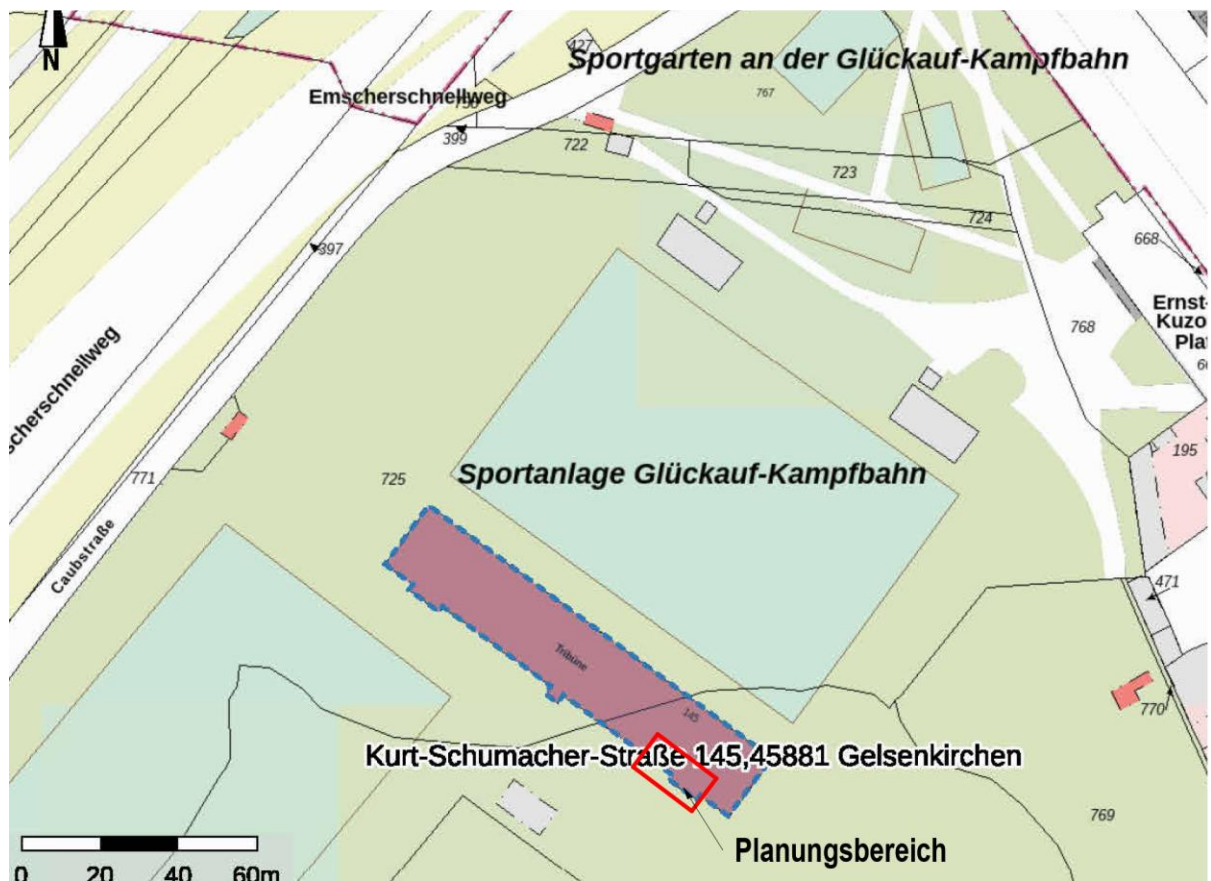 N
427
Sportgarten an der Glückauf-Kampfbahn
767
Emscherschnellweg
399
722
723
724
397
668
Ernst-
Kuzo
Pla
768
scherschnellweg
195
771
725
Sportanlage Glückauf-Kampfbahn
Caubstraße
471
Tribüne
145
770
Kurt-Schumacher-Straße 145,45881 Gelsenkirchen
769
Planungsbereich
0 20 40 60m